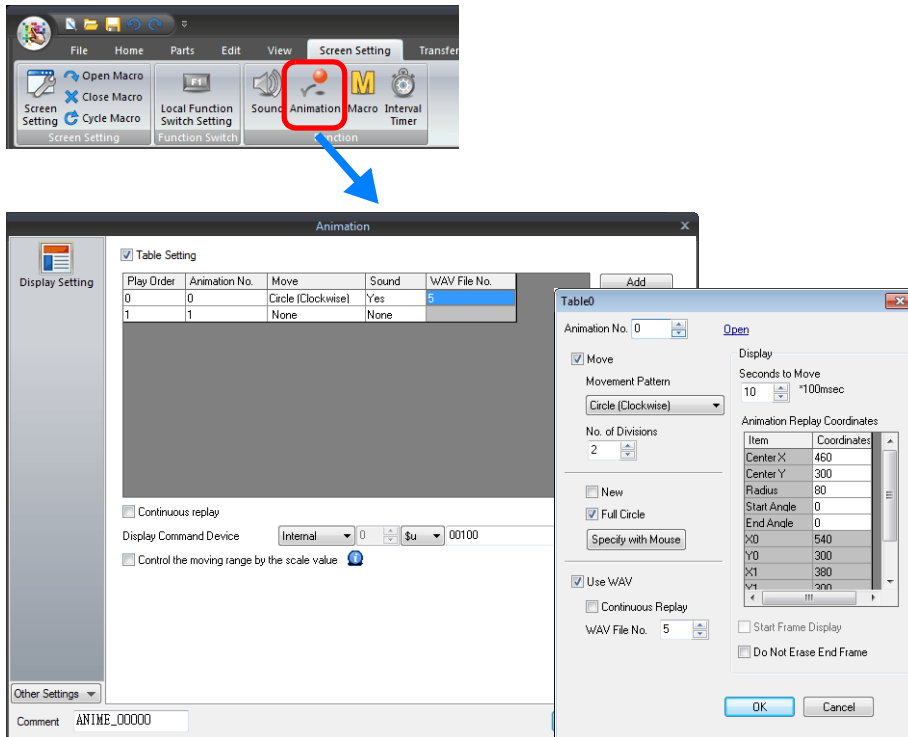 File Home Parts Edit View Screen Setting Transfer
Open Macro
Close Macro
Cycle Macro
Screen Setting
F1
Local Function Switch Setting
Sound Animation Macro Interval Timer
Screen Setting Function Switch Function
Animation
Display Setting
Table Setting
Play Order Animation No. Move Sound WAV File No.
0 0 Circle (Clockwise) Yes 5
1 1 None None
Add
Continuous replay
Display Command Device Internal 0 $u 00100
Control the moving range by the scale value
Other Settings
Comment ANIME_00000
Table0
Animation No. 0 Open
Move
Movement Pattern
Circle (Clockwise)
No. of Divisions
2
New
Full Circle
Specify with Mouse
Use WAV
Continuous Replay
WAV File No. 5
Display
Seconds to Move
10 *100msec
Animation Replay Coordinates
Item Coordinates
Center X 460
Center Y 300
Radius 80
Start Angle 0
End Angle 0
X0 540
Y0 300
X1 380
Y1 300
Start Frame Display
Do Not Erase End Frame
OK Cancel